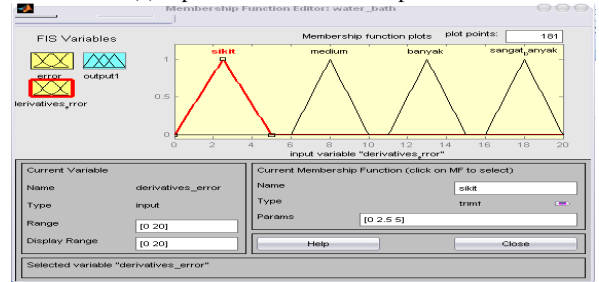 Membership Function Editor: water_bath
FIS Variables
Membership function plots plot points: 181
sikit medium banyak sangat_banyak
error output1
derivatives_rror
1
0.5
0
0 2 4 6 8 10 12 14 16 18 20
input variable "derivatives_rror"
Current Variable
Name derivatives_error
Type input
Range [0 20]
Display Range [0 20]
Current Membership Function (click on MF to select)
Name sikit
Type trimf
Params [0 2.5 5]
Help Close
Selected variable "derivatives_error"